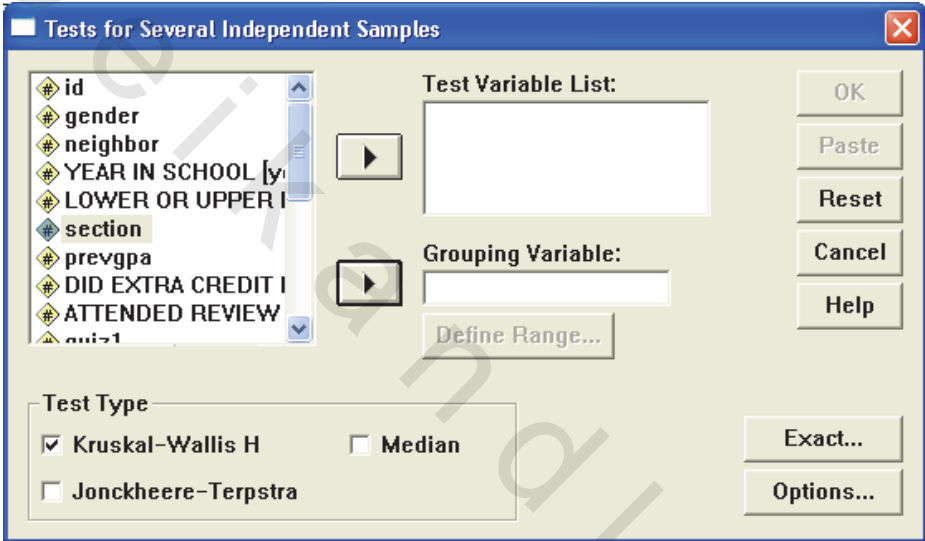 Tests for Several Independent Samples
id
gender
neighbor
YEAR IN SCHOOL [y
LOWER OR UPPER
section
prevgpa
DID EXTRA CREDIT
ATTENDED REVIEW
quiz1
Test Variable List:
Grouping Variable:
Define Range...
OK
Paste
Reset
Cancel
Help
Test Type
Kruskal-Wallis H
Median
Jonckheere-Terpstra
Exact...
Options...